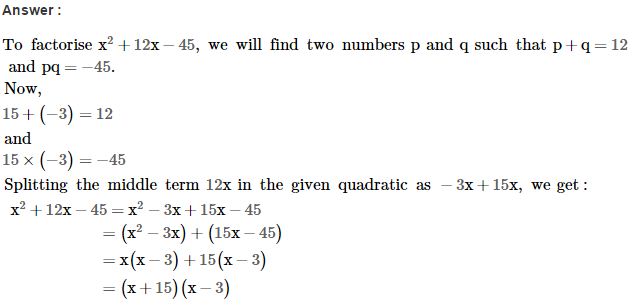 Answer :
To factorise x² + 12x − 45, we will find two numbers p and q such that p + q = 12
and pq = −45.
Now,
15 + (−3) = 12
and
15 × (−3) = −45
Splitting the middle term 12x in the given quadratic as − 3x + 15x, we get :
x² + 12x − 45 = x² − 3x + 15x − 45
= (x² − 3x) + (15x − 45)
= x(x − 3) + 15(x − 3)
= (x + 15) (x − 3)